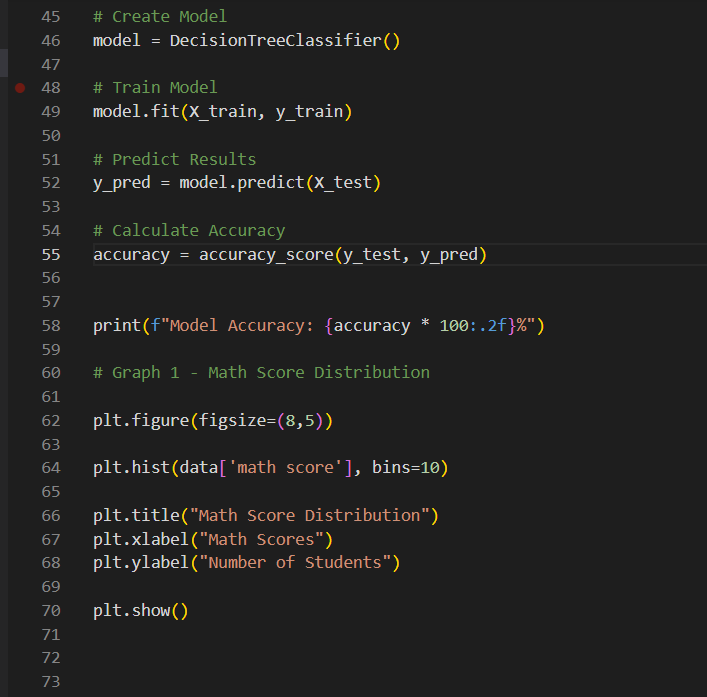 45 # Create Model
46 model = DecisionTreeClassifier()
47
48 # Train Model
49 model.fit(X_train, y_train)
50
51 # Predict Results
52 y_pred = model.predict(X_test)
53
54 # Calculate Accuracy
55 accuracy = accuracy_score(y_test, y_pred)
56
57
58 print(f"Model Accuracy: {accuracy * 100:.2f}%")
59
60 # Graph 1 - Math Score Distribution
61
62 plt.figure(figsize=(8,5))
63
64 plt.hist(data['math score'], bins=10)
65
66 plt.title("Math Score Distribution")
67 plt.xlabel("Math Scores")
68 plt.ylabel("Number of Students")
69
70 plt.show()
71
72
73